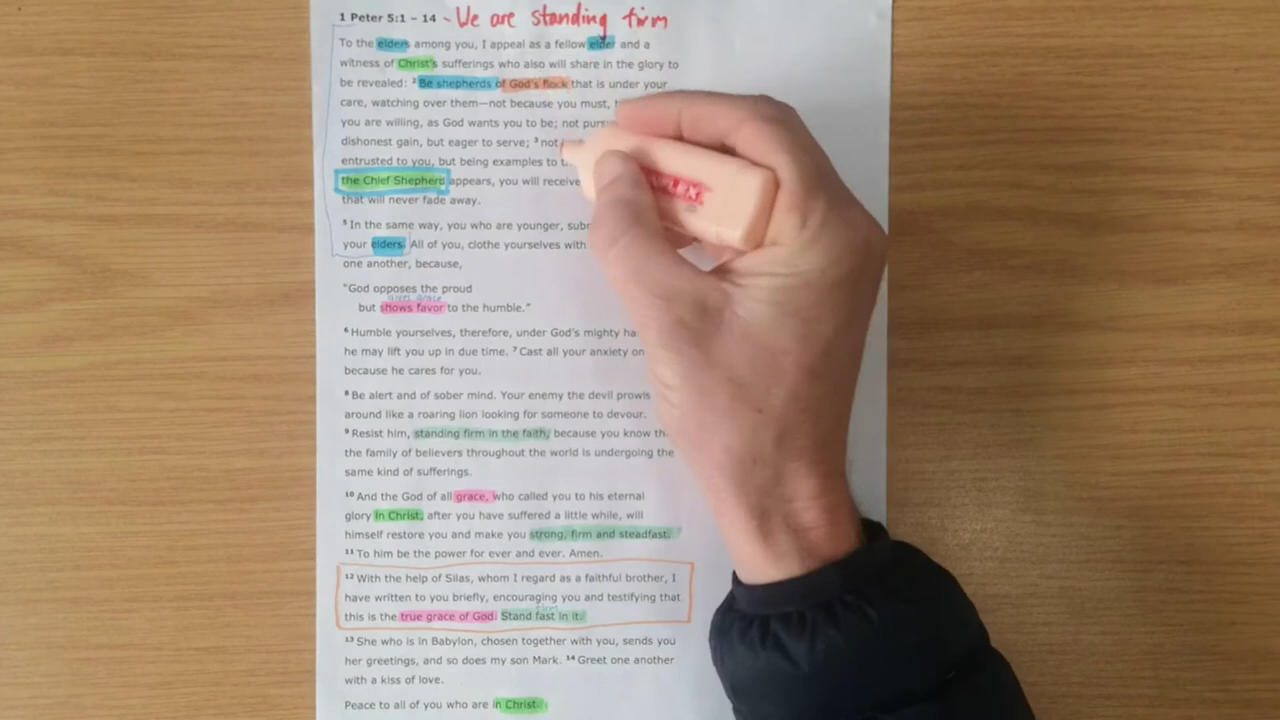 1 Peter 5:1 – 14 - We are standing firm
To the elders among you, I appeal as a fellow elder and a
witness of Christ's sufferings who also will share in the glory to
be revealed: 2 Be shepherds of God's flock that is under your
care, watching over them—not because you must,
you are willing, as God wants you to be; not
dishonest gain, but eager to serve; 3 not
entrusted to you, but being examples to
the Chief Shepherd appears, you will receive
that will never fade away.
5 In the same way, you who are younger,
your elders. All of you, clothe yourselves with
one another, because,
"God opposes the proud
gives grace
but shows favor to the humble."
6 Humble yourselves, therefore, under God's mighty
he may lift you up in due time. 7 Cast all your anxiety on
because he cares for you.
8 Be alert and of sober mind. Your enemy the devil prowls
around like a roaring lion looking for someone to devour.
9 Resist him, standing firm in the faith, because you know
the family of believers throughout the world is undergoing the
same kind of sufferings.
10 And the God of all grace, who called you to his eternal
glory in Christ, after you have suffered a little while, will
himself restore you and make you strong, firm and steadfast.
11 To him be the power for ever and ever. Amen.
12 With the help of Silas, whom I regard as a faithful brother, I
have written to you briefly, encouraging you and testifying that
firm
this is the true grace of God. Stand fast in it.
13 She who is in Babylon, chosen together with you, sends you
her greetings, and so does my son Mark. 14 Greet one another
with a kiss of love.
Peace to all of you who are in Christ.